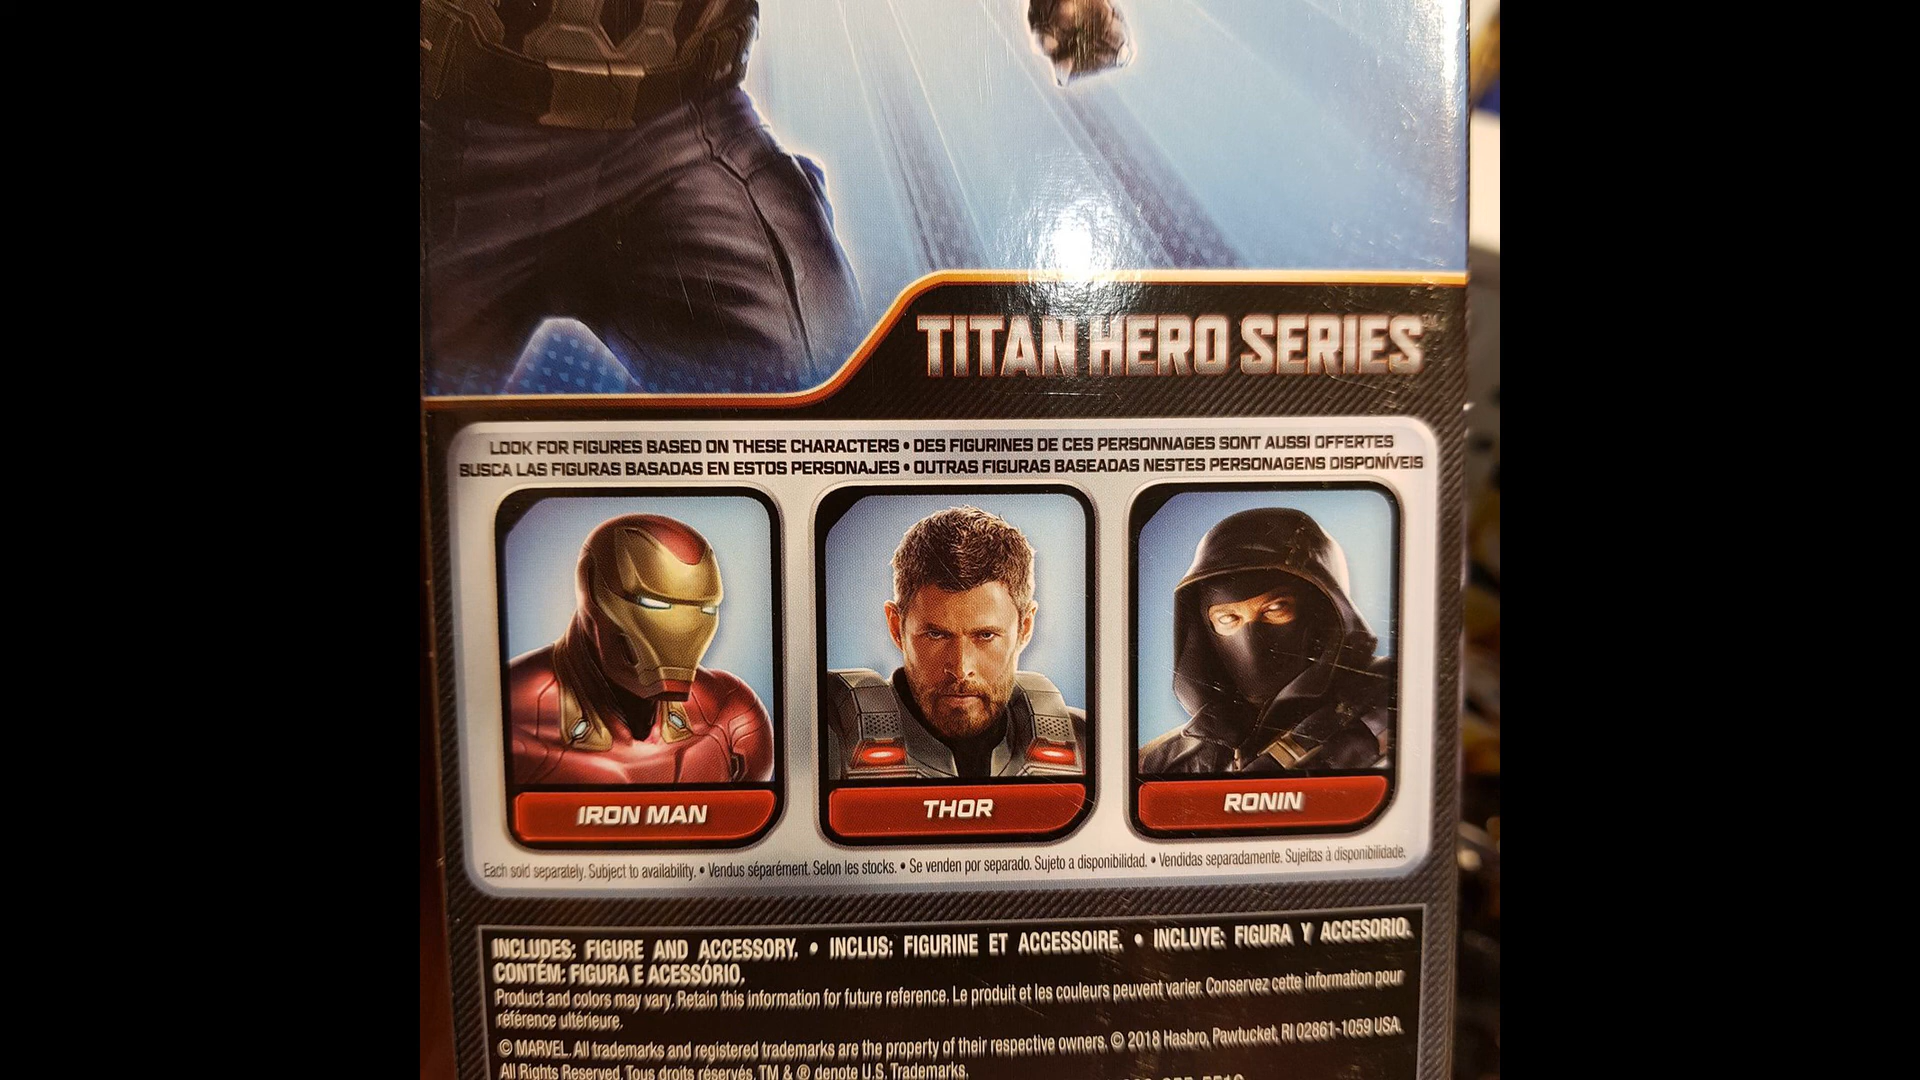 TITAN HERO SERIES
LOOK FOR FIGURES BASED ON THESE CHARACTERS • DES FIGURINES DE CES PERSONNAGES SONT AUSSI OFFERTES
BUSCA LAS FIGURAS BASADAS EN ESTOS PERSONAJES • OUTRAS FIGURAS BASEADAS NESTES PERSONAGENS DISPONÍVEIS
IRON MAN
THOR
RONIN
Each sold separately. Subject to availability. • Vendus séparément. Selon les stocks. • Se venden por separado. Sujeto a disponibilidad. • Vendidas separadamente. Sujeitas à disponibilidade.
INCLUDES: FIGURE AND ACCESSORY. • INCLUS: FIGURINE ET ACCESSOIRE. • INCLUYE: FIGURA Y ACCESORIO.
CONTÉM: FIGURA E ACESSÓRIO.
Product and colors may vary. Retain this information for future reference. Le produit et les couleurs peuvent varier. Conservez cette information pour
référence ultérieure.
© MARVEL. All trademarks and registered trademarks are the property of their respective owners. © 2018 Hasbro, Pawtucket, RI 02861-1059 USA.
All Rights Reserved. Tous droits réservés. TM & ® denote U.S. Trademarks.